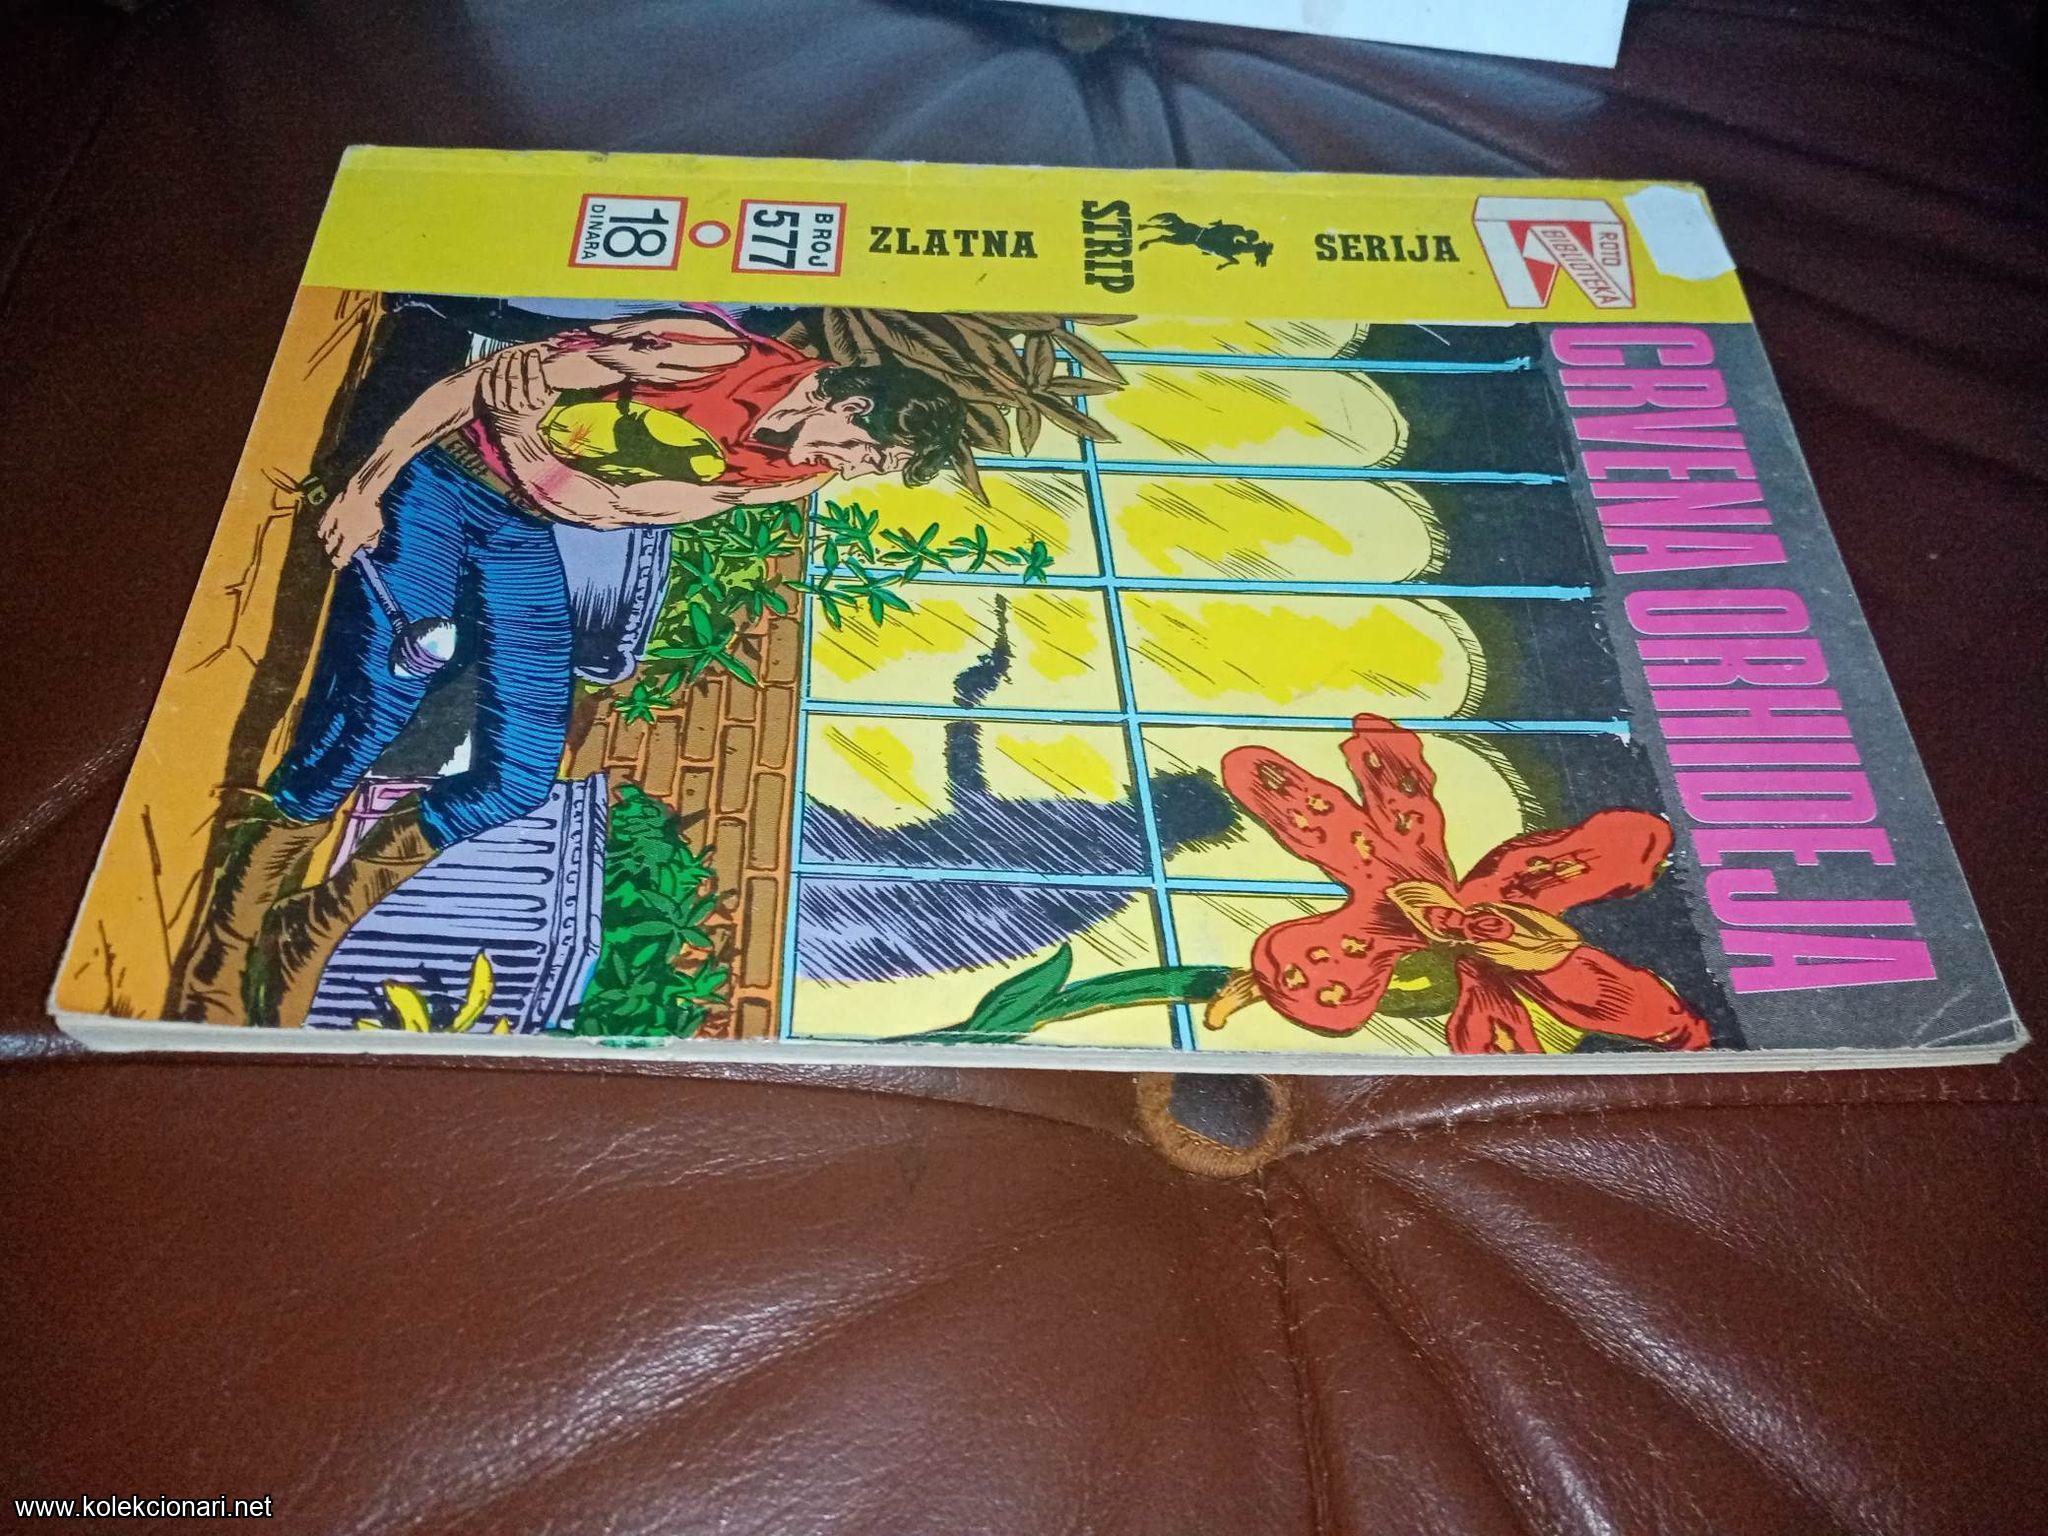 ROTO
BIBLIOTEKA
CRVENA ORHIDEJA
ZLATNA
STRIP
SERIJA
BROJ
577
18
DINARA
www.kolekcionari.net